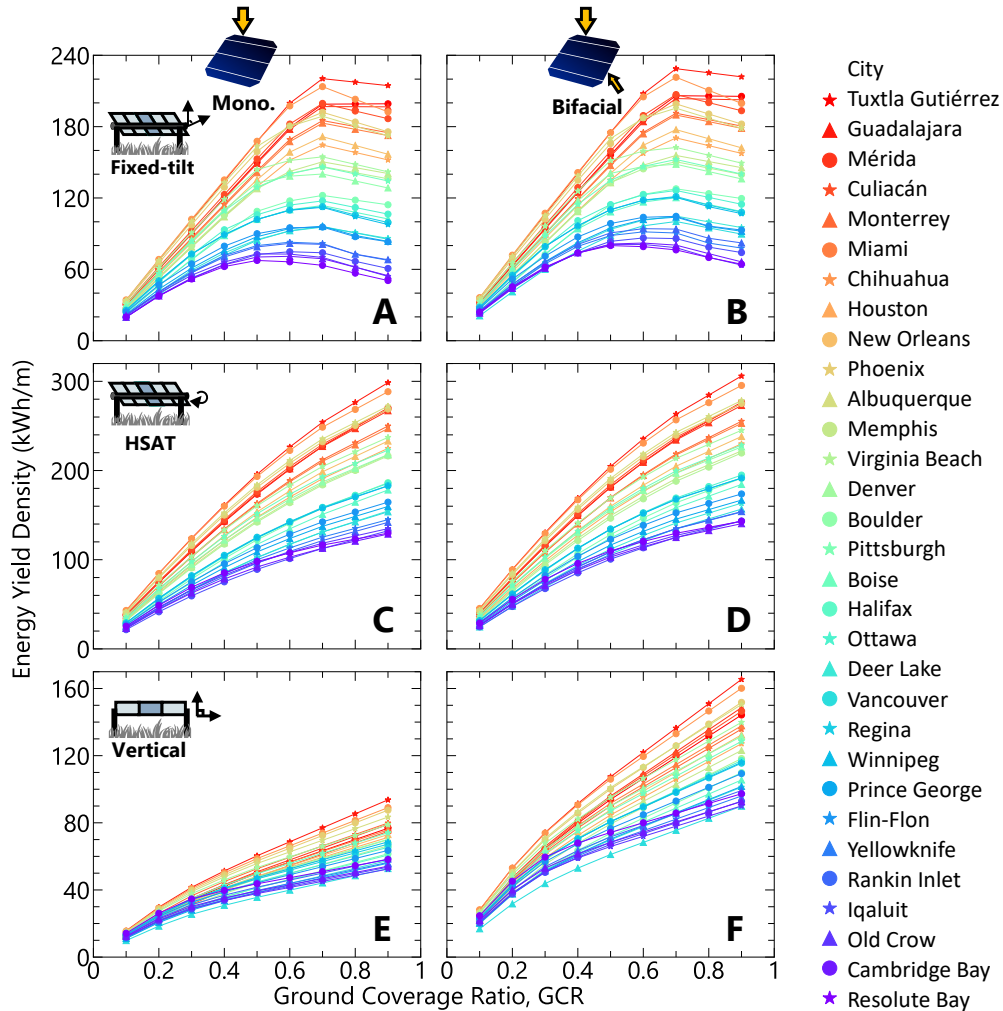 Mono.
Bifacial
Fixed-tilt
240
180
120
60
0
A
B
HSAT
300
200
100
0
C
D
Vertical
160
120
80
40
0
E
F
0 0.2 0.4 0.6 0.8 1
0 0.2 0.4 0.6 0.8 1
Energy Yield Density (kWh/m)
Ground Coverage Ratio, GCR
City
Tuxtla Gutiérrez
Guadalajara
Mérida
Culiacán
Monterrey
Miami
Chihuahua
Houston
New Orleans
Phoenix
Albuquerque
Memphis
Virginia Beach
Denver
Boulder
Pittsburgh
Boise
Halifax
Ottawa
Deer Lake
Vancouver
Regina
Winnipeg
Prince George
Flin-Flon
Yellowknife
Rankin Inlet
Iqaluit
Old Crow
Cambridge Bay
Resolute Bay